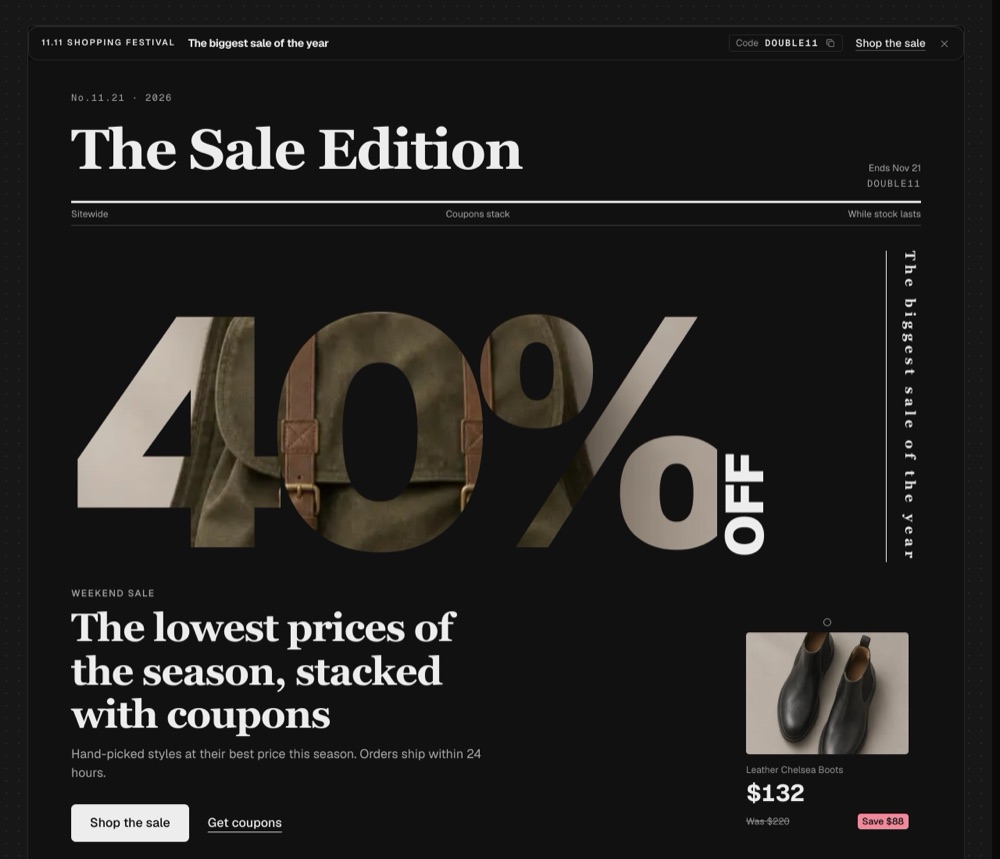 11.11 SHOPPING FESTIVAL The biggest sale of the year Code DOUBLE11 Shop the sale
No.11.21 · 2026
The Sale Edition
Ends Nov 21
DOUBLE11
Sitewide Coupons stack While stock lasts
40% OFF
The biggest sale of the year
WEEKEND SALE
The lowest prices of
the season, stacked
with coupons
Hand-picked styles at their best price this season. Orders ship within 24
hours.
Shop the sale Get coupons
Leather Chelsea Boots
$132
Was $220 Save $88